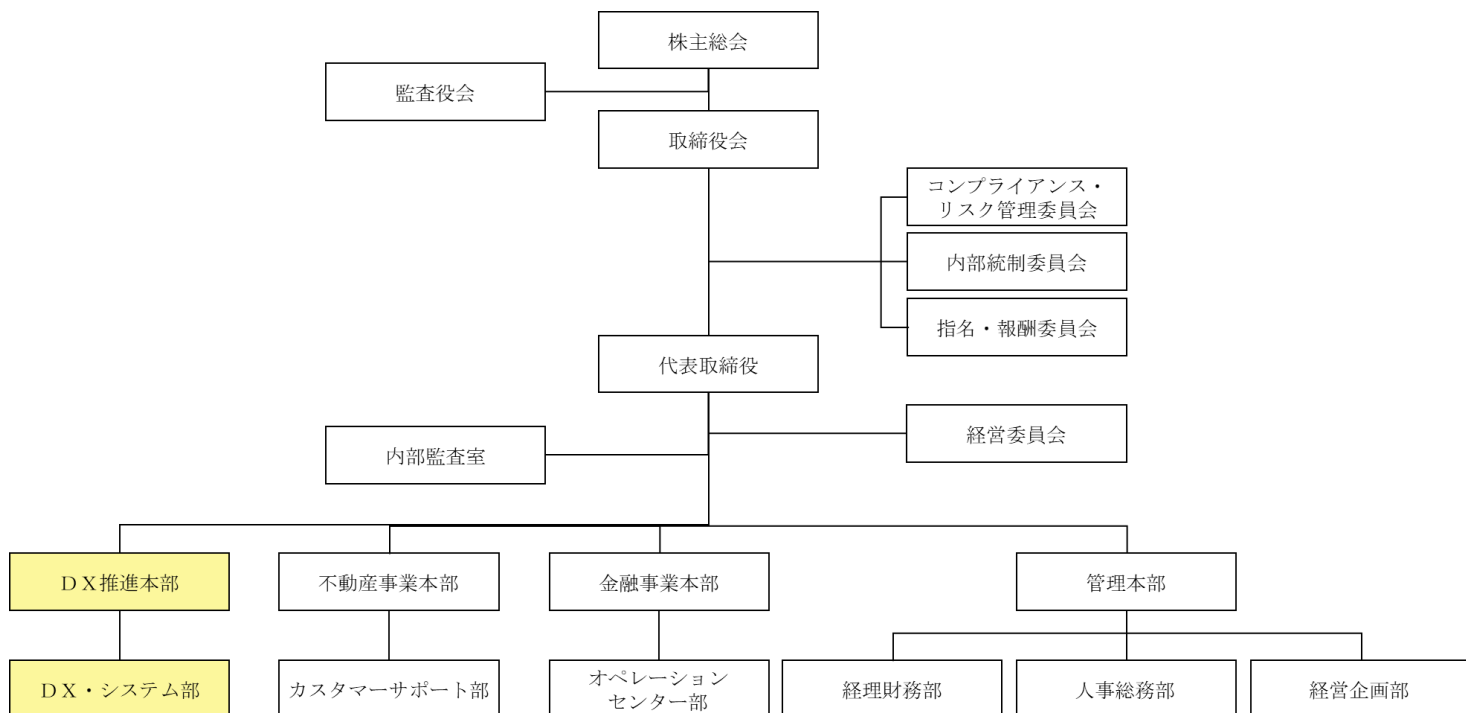 株主総会
監査役会
取締役会
コンプライアンス・
リスク管理委員会
内部統制委員会
指名・報酬委員会
代表取締役
経営委員会
内部監査室
ＤＸ推進本部
不動産事業本部
金融事業本部
管理本部
ＤＸ・システム部
カスタマーサポート部
オペレーション
センター部
経理財務部
人事総務部
経営企画部